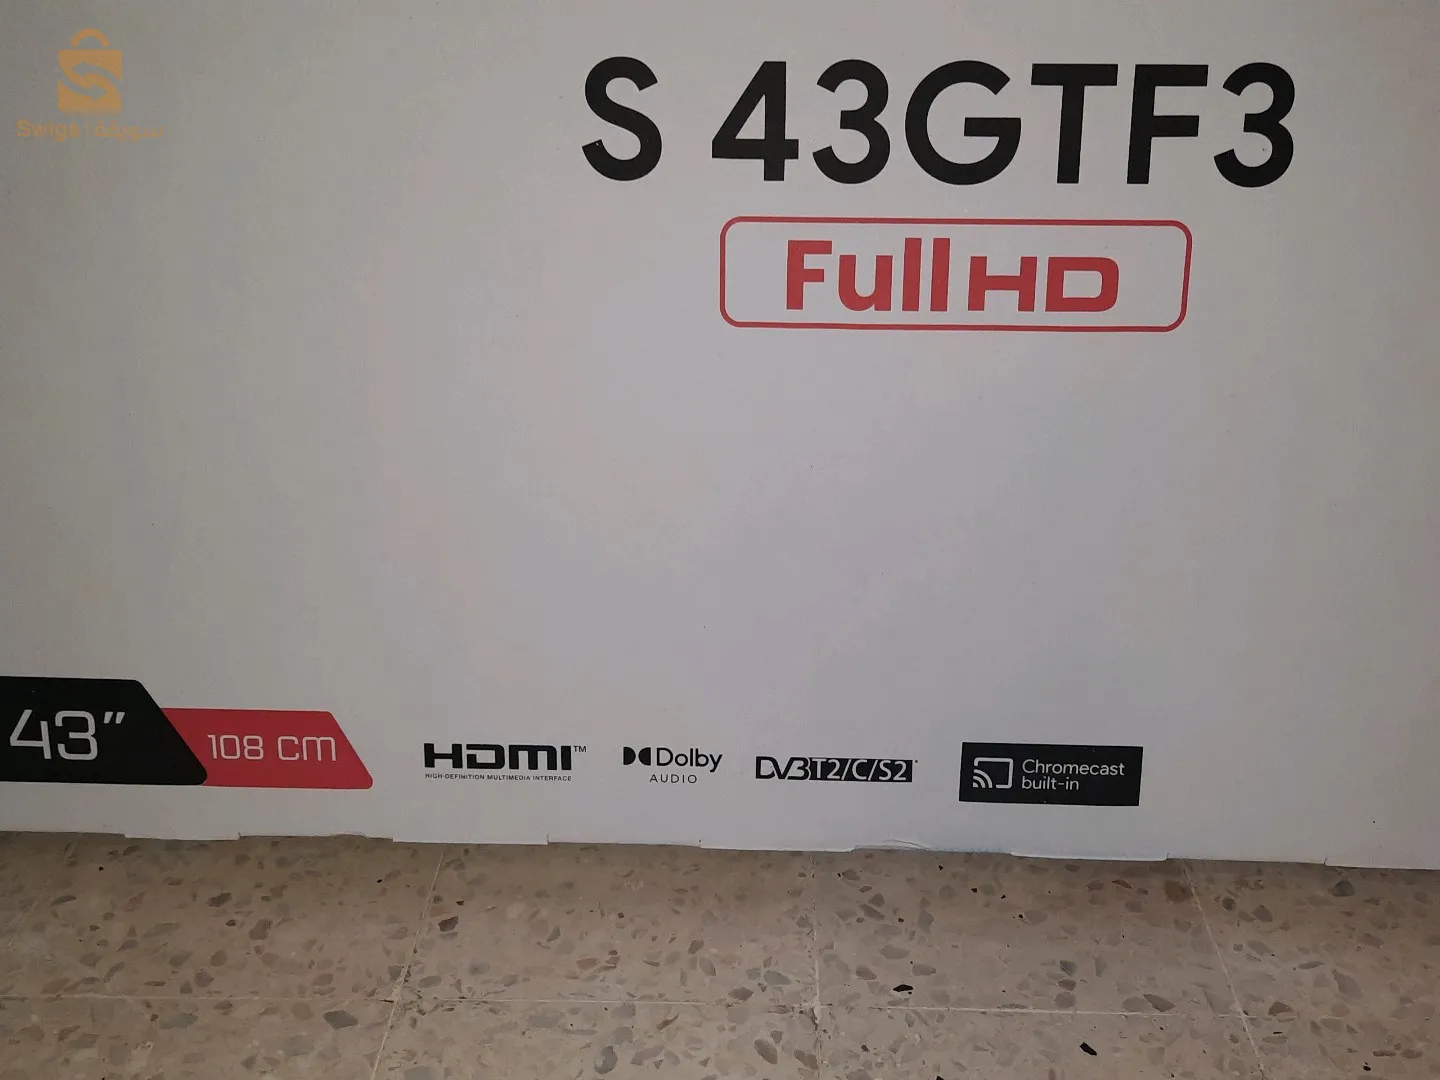 S 43GTF3
Full HD
43"
108 cm
HDMI™
HIGH-DEFINITION MULTIMEDIA INTERFACE
Dolby
AUDIO
DVB T2/C/S2
Chromecast
built-in